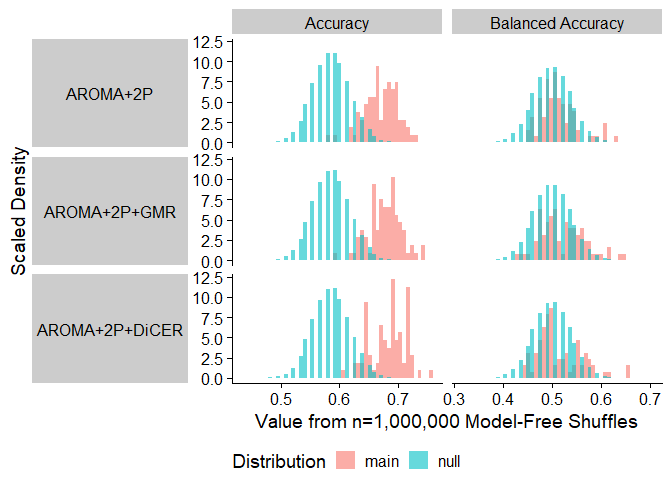 Accuracy
Balanced Accuracy
Scaled Density
AROMA+2P
12.5
10.0
7.5
5.0
2.5
0.0
AROMA+2P+GMR
12.5
10.0
7.5
5.0
2.5
0.0
AROMA+2P+DiCER
12.5
10.0
7.5
5.0
2.5
0.0
0.5 0.6 0.7 0.3 0.4 0.5 0.6 0.7
Value from n=1,000,000 Model-Free Shuffles
Distribution main null